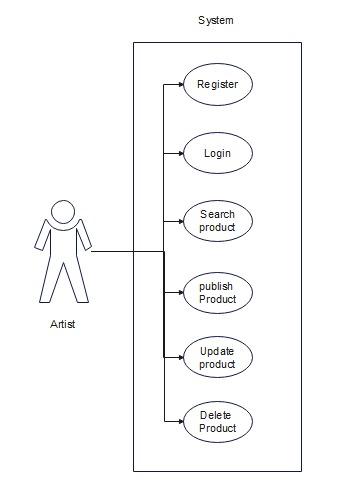 System
Register
Login
Search
product
publish
Product
Artist
Update
product
Delete
Product